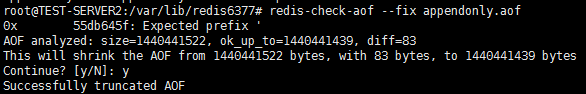 root@TEST-SERVER2:/var/lib/redis6377# redis-check-aof --fix appendonly.aof
0x        55db645f: Expected prefix '
AOF analyzed: size=1440441522, ok_up_to=1440441439, diff=83
This will shrink the AOF from 1440441522 bytes, with 83 bytes, to 1440441439 bytes
Continue? [y/N]: y
Successfully truncated AOF